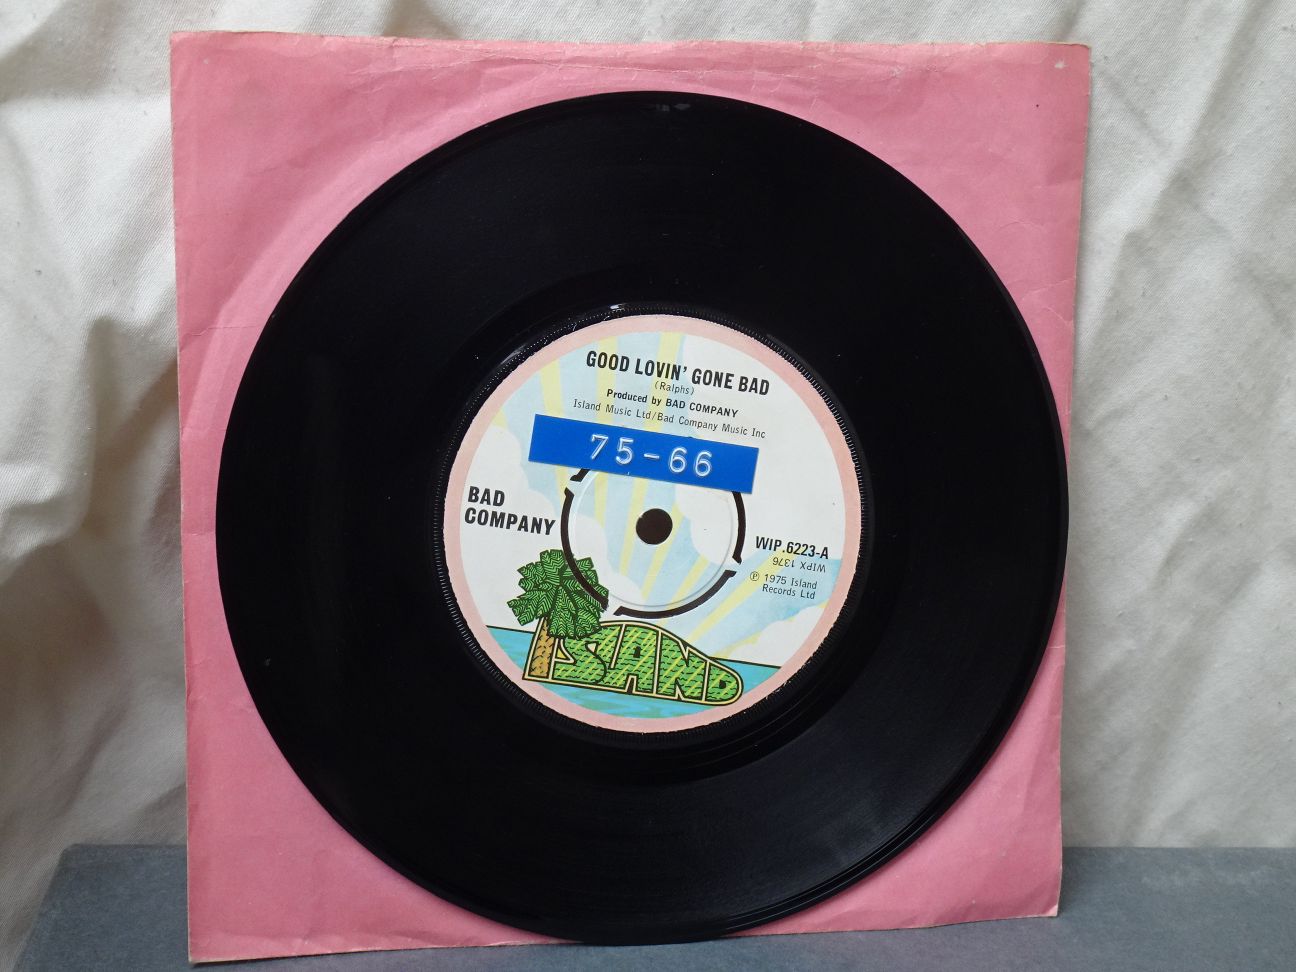 GOOD LOVIN' GONE BAD
(Ralphs)
Produced by BAD COMPANY
Island Music Ltd/Bad Company Music Inc
75-66
BAD
COMPANY
WIP.6223-A
WIPX 1376
℗ 1975 Island
Records Ltd
ISLAND